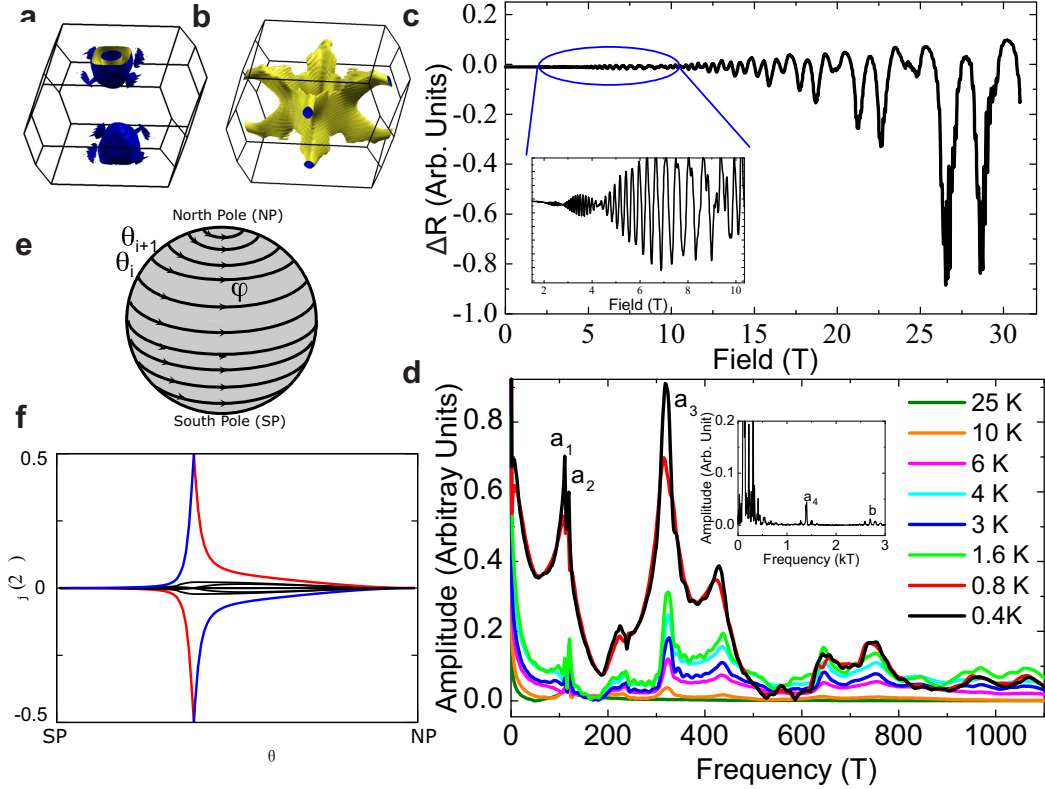 a
b
c
North Pole (NP)
e
θi+1
θi
φ
South Pole (SP)
f
0.5
0
-0.5
SP
NP
θ
j (2
)
ΔR (Arb. Units)
0.0
-0.2
-0.4
-0.6
-0.8
-1.0
0 5 10 15 20 25 30
Field (T)
2 4 6 8 10
Field (T)
d
Amplitude (Arbitray Units)
0.8
0.6
0.4
0.2
0.0
0 200 400 600 800 1000
Frequency (T)
a1
a2
a3
Amplitude (Arb. Unit)
0.2
0.1
0.0
0 1 2 3
Frequency (kT)
a4
b
25 K
10 K
6 K
4 K
3 K
1.6 K
0.8 K
0.4K